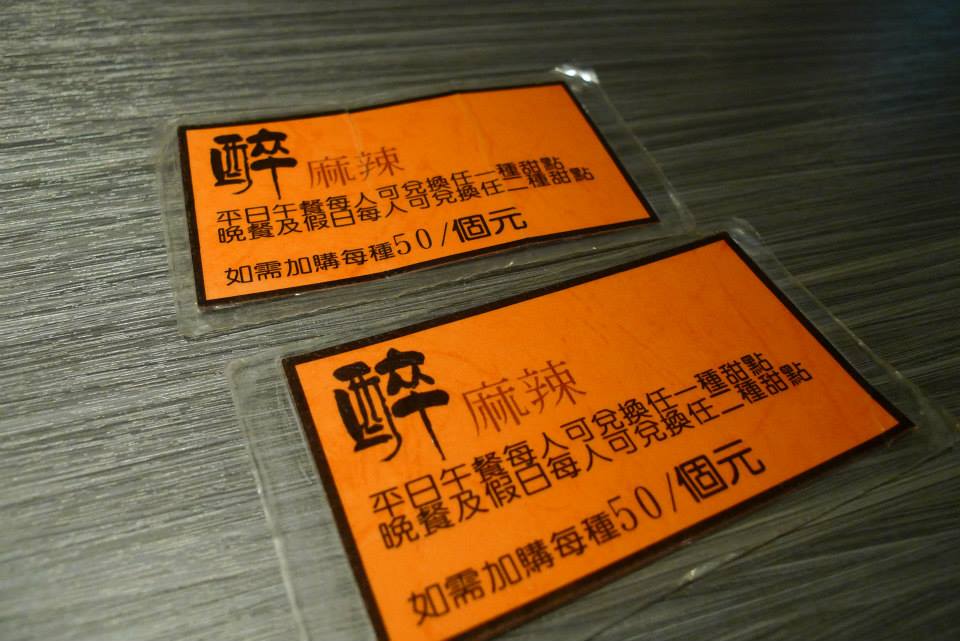 醉 麻辣
平日午餐每人可兌換任一種甜點
晚餐及假日每人可兌換任二種甜點
如需加購每種50/個元
醉 麻辣
平日午餐每人可兌換任一種甜點
晚餐及假日每人可兌換任二種甜點
如需加購每種50/個元